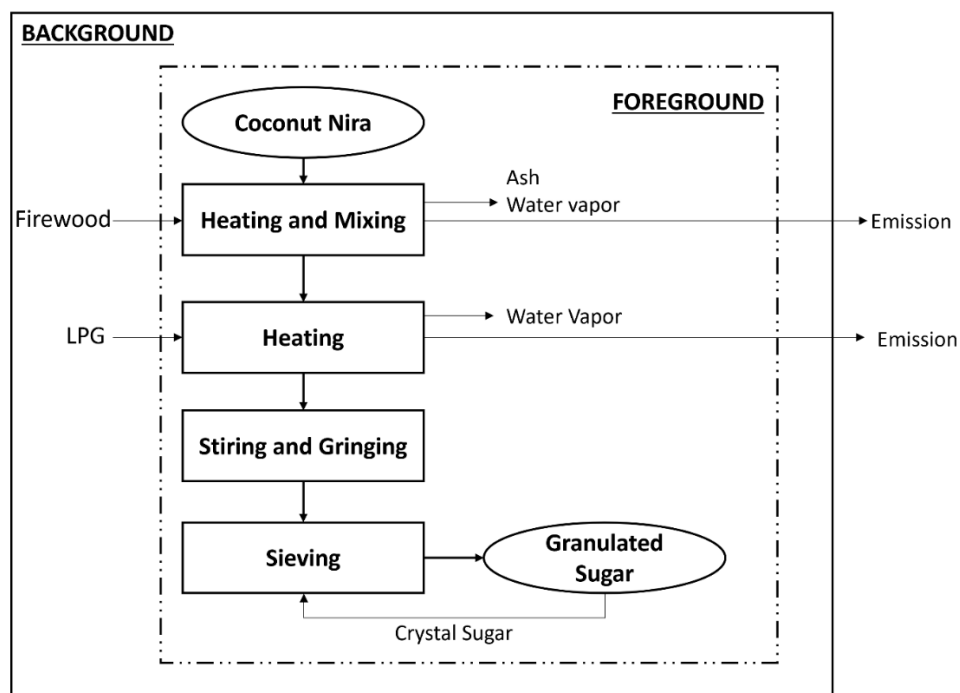 BACKGROUND
FOREGROUND
Coconut Nira
Ash
Firewood
Heating and Mixing
Water vapor
Emission
LPG
Heating
Water Vapor
Emission
Stiring and Gringing
Sieving
Granulated
Sugar
Crystal Sugar